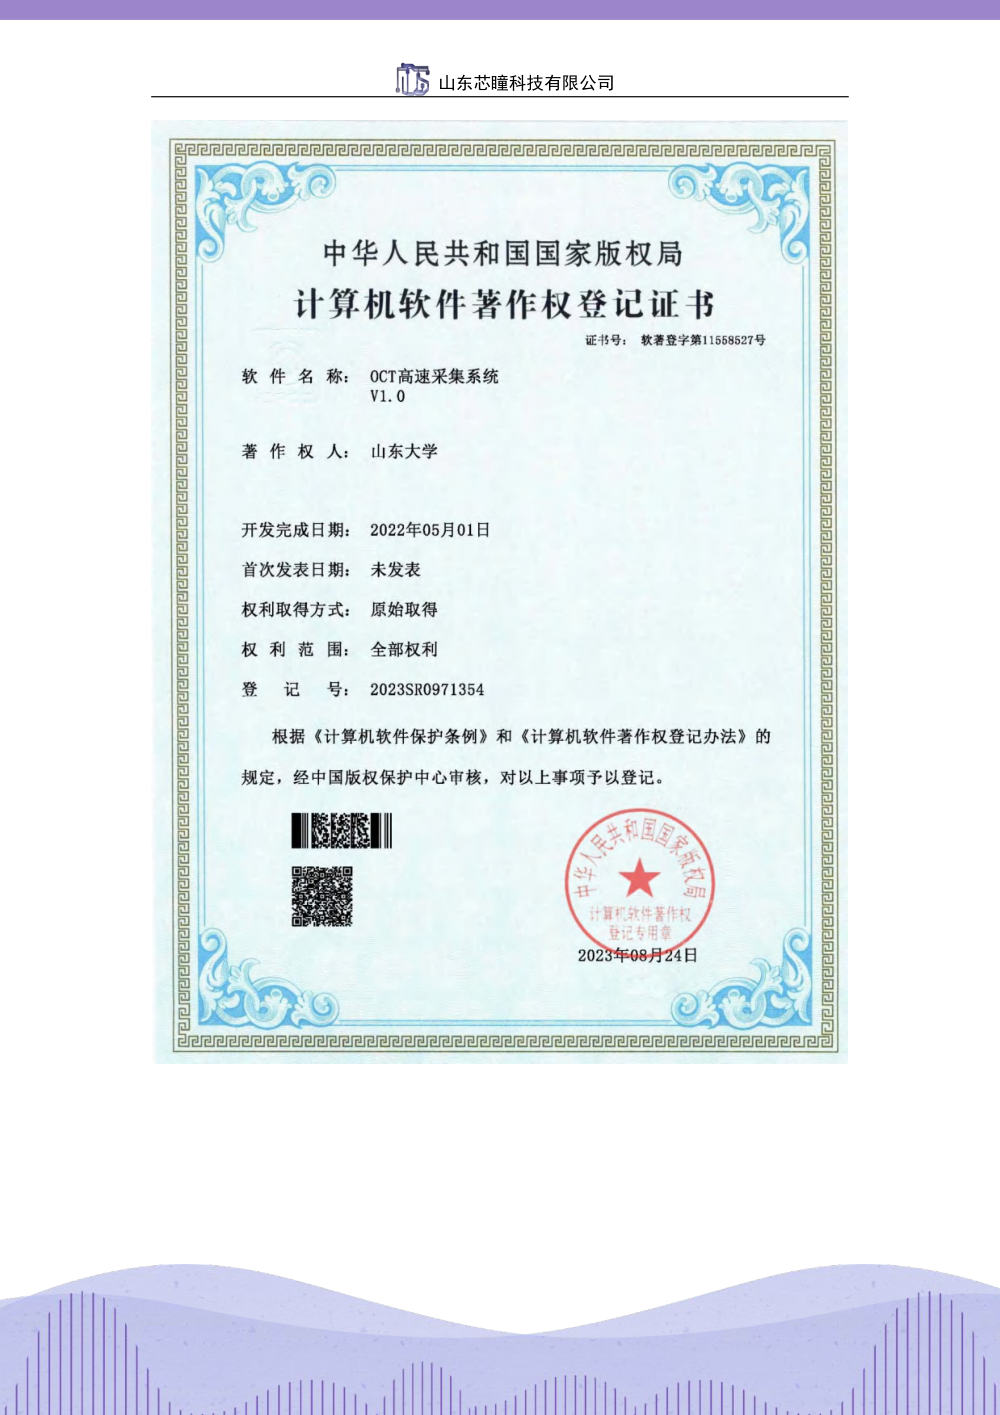 山东芯瞳科技有限公司
中华人民共和国国家版权局
计算机软件著作权登记证书
证书号： 软著登字第11558527号
软件名称： OCT高速采集系统
V1.0
著作权人： 山东大学
开发完成日期： 2022年05月01日
首次发表日期： 未发表
权利取得方式： 原始取得
权利范围： 全部权利
登记号： 2023SR0971354
根据《计算机软件保护条例》和《计算机软件著作权登记办法》的
规定，经中国版权保护中心审核，对以上事项予以登记。
中华人民共和国国家版权局
计算机软件著作权
登记专用章
2023年08月24日